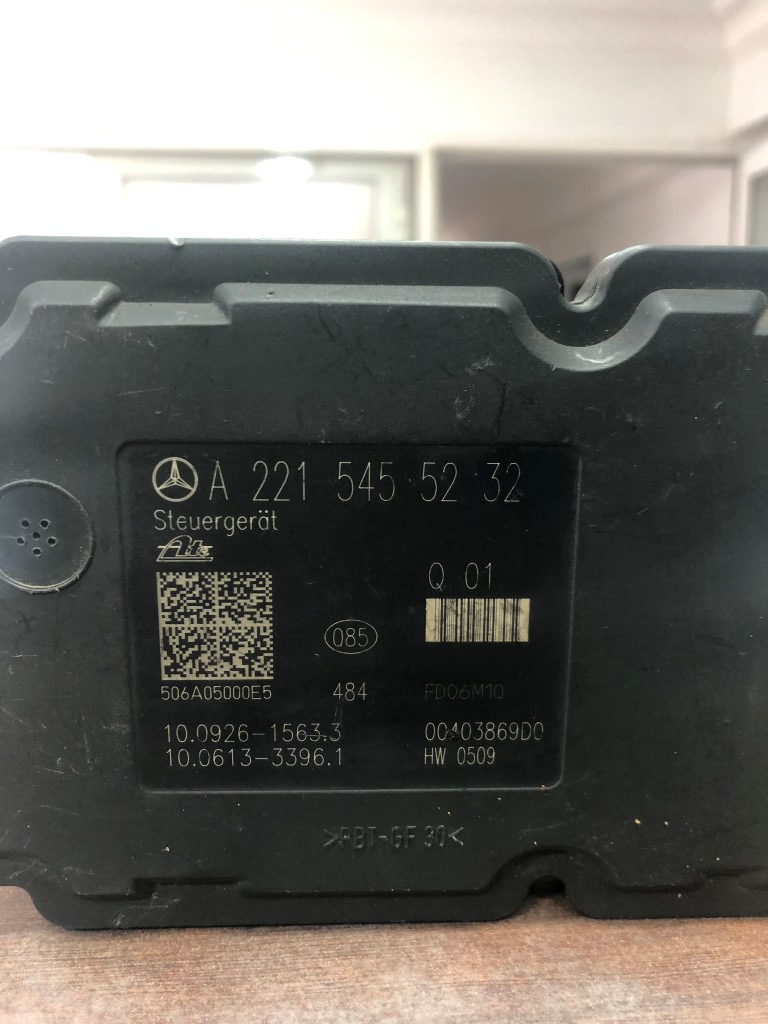 A 221 545 52 32
Steuergerät
Ate
Q 01
085
506A05000E5
484
FD06M10
10.0926-1563.3
00403869D0
10.0613-3396.1
HW 0509
>PBT-GF 30<